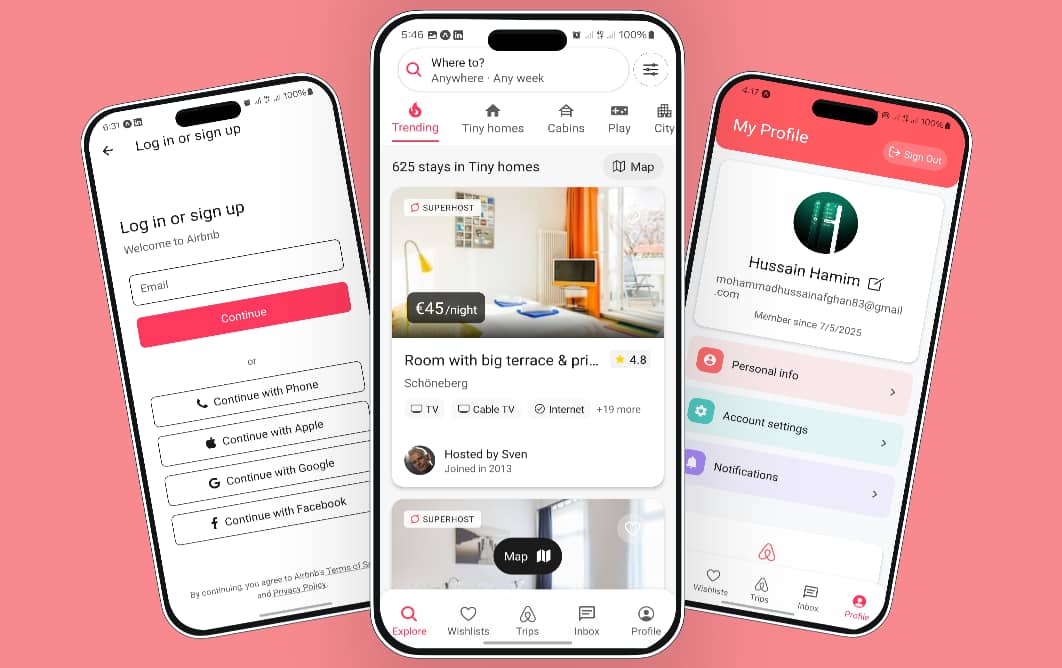 6:31
100%
Log in or sign up
Log in or sign up
Welcome to Airbnb
Email
Continue
or
Continue with Phone
Continue with Apple
Continue with Google
Continue with Facebook
By continuing, you agree to Airbnb's Terms of
and Privacy Policy.
5:46
100%
Where to?
Anywhere · Any week
Trending
Tiny homes
Cabins
Play
City
625 stays in Tiny homes
Map
SUPERHOST
€45/night
Room with big terrace & pri...
4.8
Schöneberg
TV
Cable TV
Internet
+19 more
Hosted by Sven
Joined in 2013
SUPERHOST
Map
Explore
Wishlists
Trips
Inbox
Profile
4:17
100%
My Profile
Sign Out
Hussain Hamim
mohammadhussainafghan83@gmail
.com
Member since 7/5/2025
Personal info
Account settings
Notifications
Wishlists
Trips
Inbox
Profile